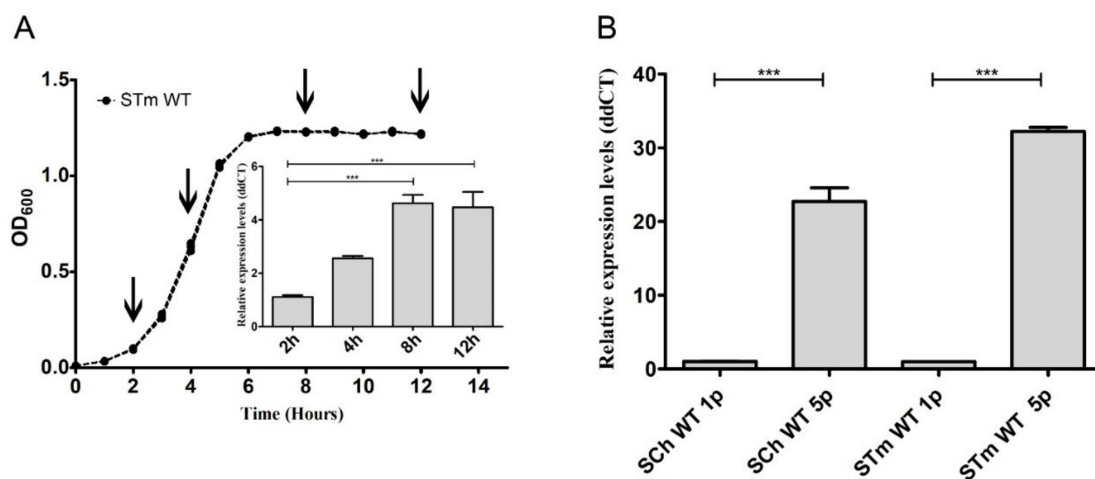 A
B
1.5
1.0
0.5
0.0
OD600
STm WT
0 2 4 6 8 10 12 14
Time (Hours)
***
***
6
4
2
0
Relative expression levels (ddCT)
2h 4h 8h 12h
40
30
20
10
0
Relative expression levels (ddCT)
*** ***
SCh WT 1p
SCh WT 5p
STm WT 1p
STm WT 5p